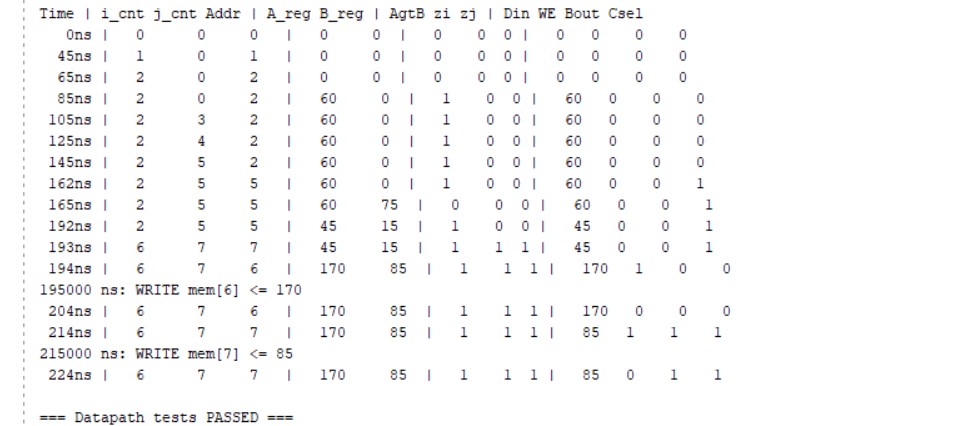 Time | i_cnt j_cnt Addr | A_reg B_reg | AgtB zi zj | Din WE Bout Csel
0ns | 0 0 0 | 0 0 | 0 0 0 | 0 0 0 0
45ns | 1 0 1 | 0 0 | 0 0 0 | 0 0 0 0
65ns | 2 0 2 | 0 0 | 0 0 0 | 0 0 0 0
85ns | 2 0 2 | 60 0 | 1 0 0 | 60 0 0 0
105ns | 2 3 2 | 60 0 | 1 0 0 | 60 0 0 0
125ns | 2 4 2 | 60 0 | 1 0 0 | 60 0 0 0
145ns | 2 5 2 | 60 0 | 1 0 0 | 60 0 0 0
162ns | 2 5 5 | 60 0 | 1 0 0 | 60 0 0 1
165ns | 2 5 5 | 60 75 | 0 0 0 | 60 0 0 1
192ns | 2 5 5 | 45 15 | 1 0 0 | 45 0 0 1
193ns | 6 7 7 | 45 15 | 1 1 1 | 45 0 0 1
194ns | 6 7 6 | 170 85 | 1 1 1 | 170 1 0 0
195000 ns: WRITE mem[6] <= 170
204ns | 6 7 6 | 170 85 | 1 1 1 | 170 0 0 0
214ns | 6 7 7 | 170 85 | 1 1 1 | 85 1 1 1
215000 ns: WRITE mem[7] <= 85
224ns | 6 7 7 | 170 85 | 1 1 1 | 85 0 1 1
=== Datapath tests PASSED ===